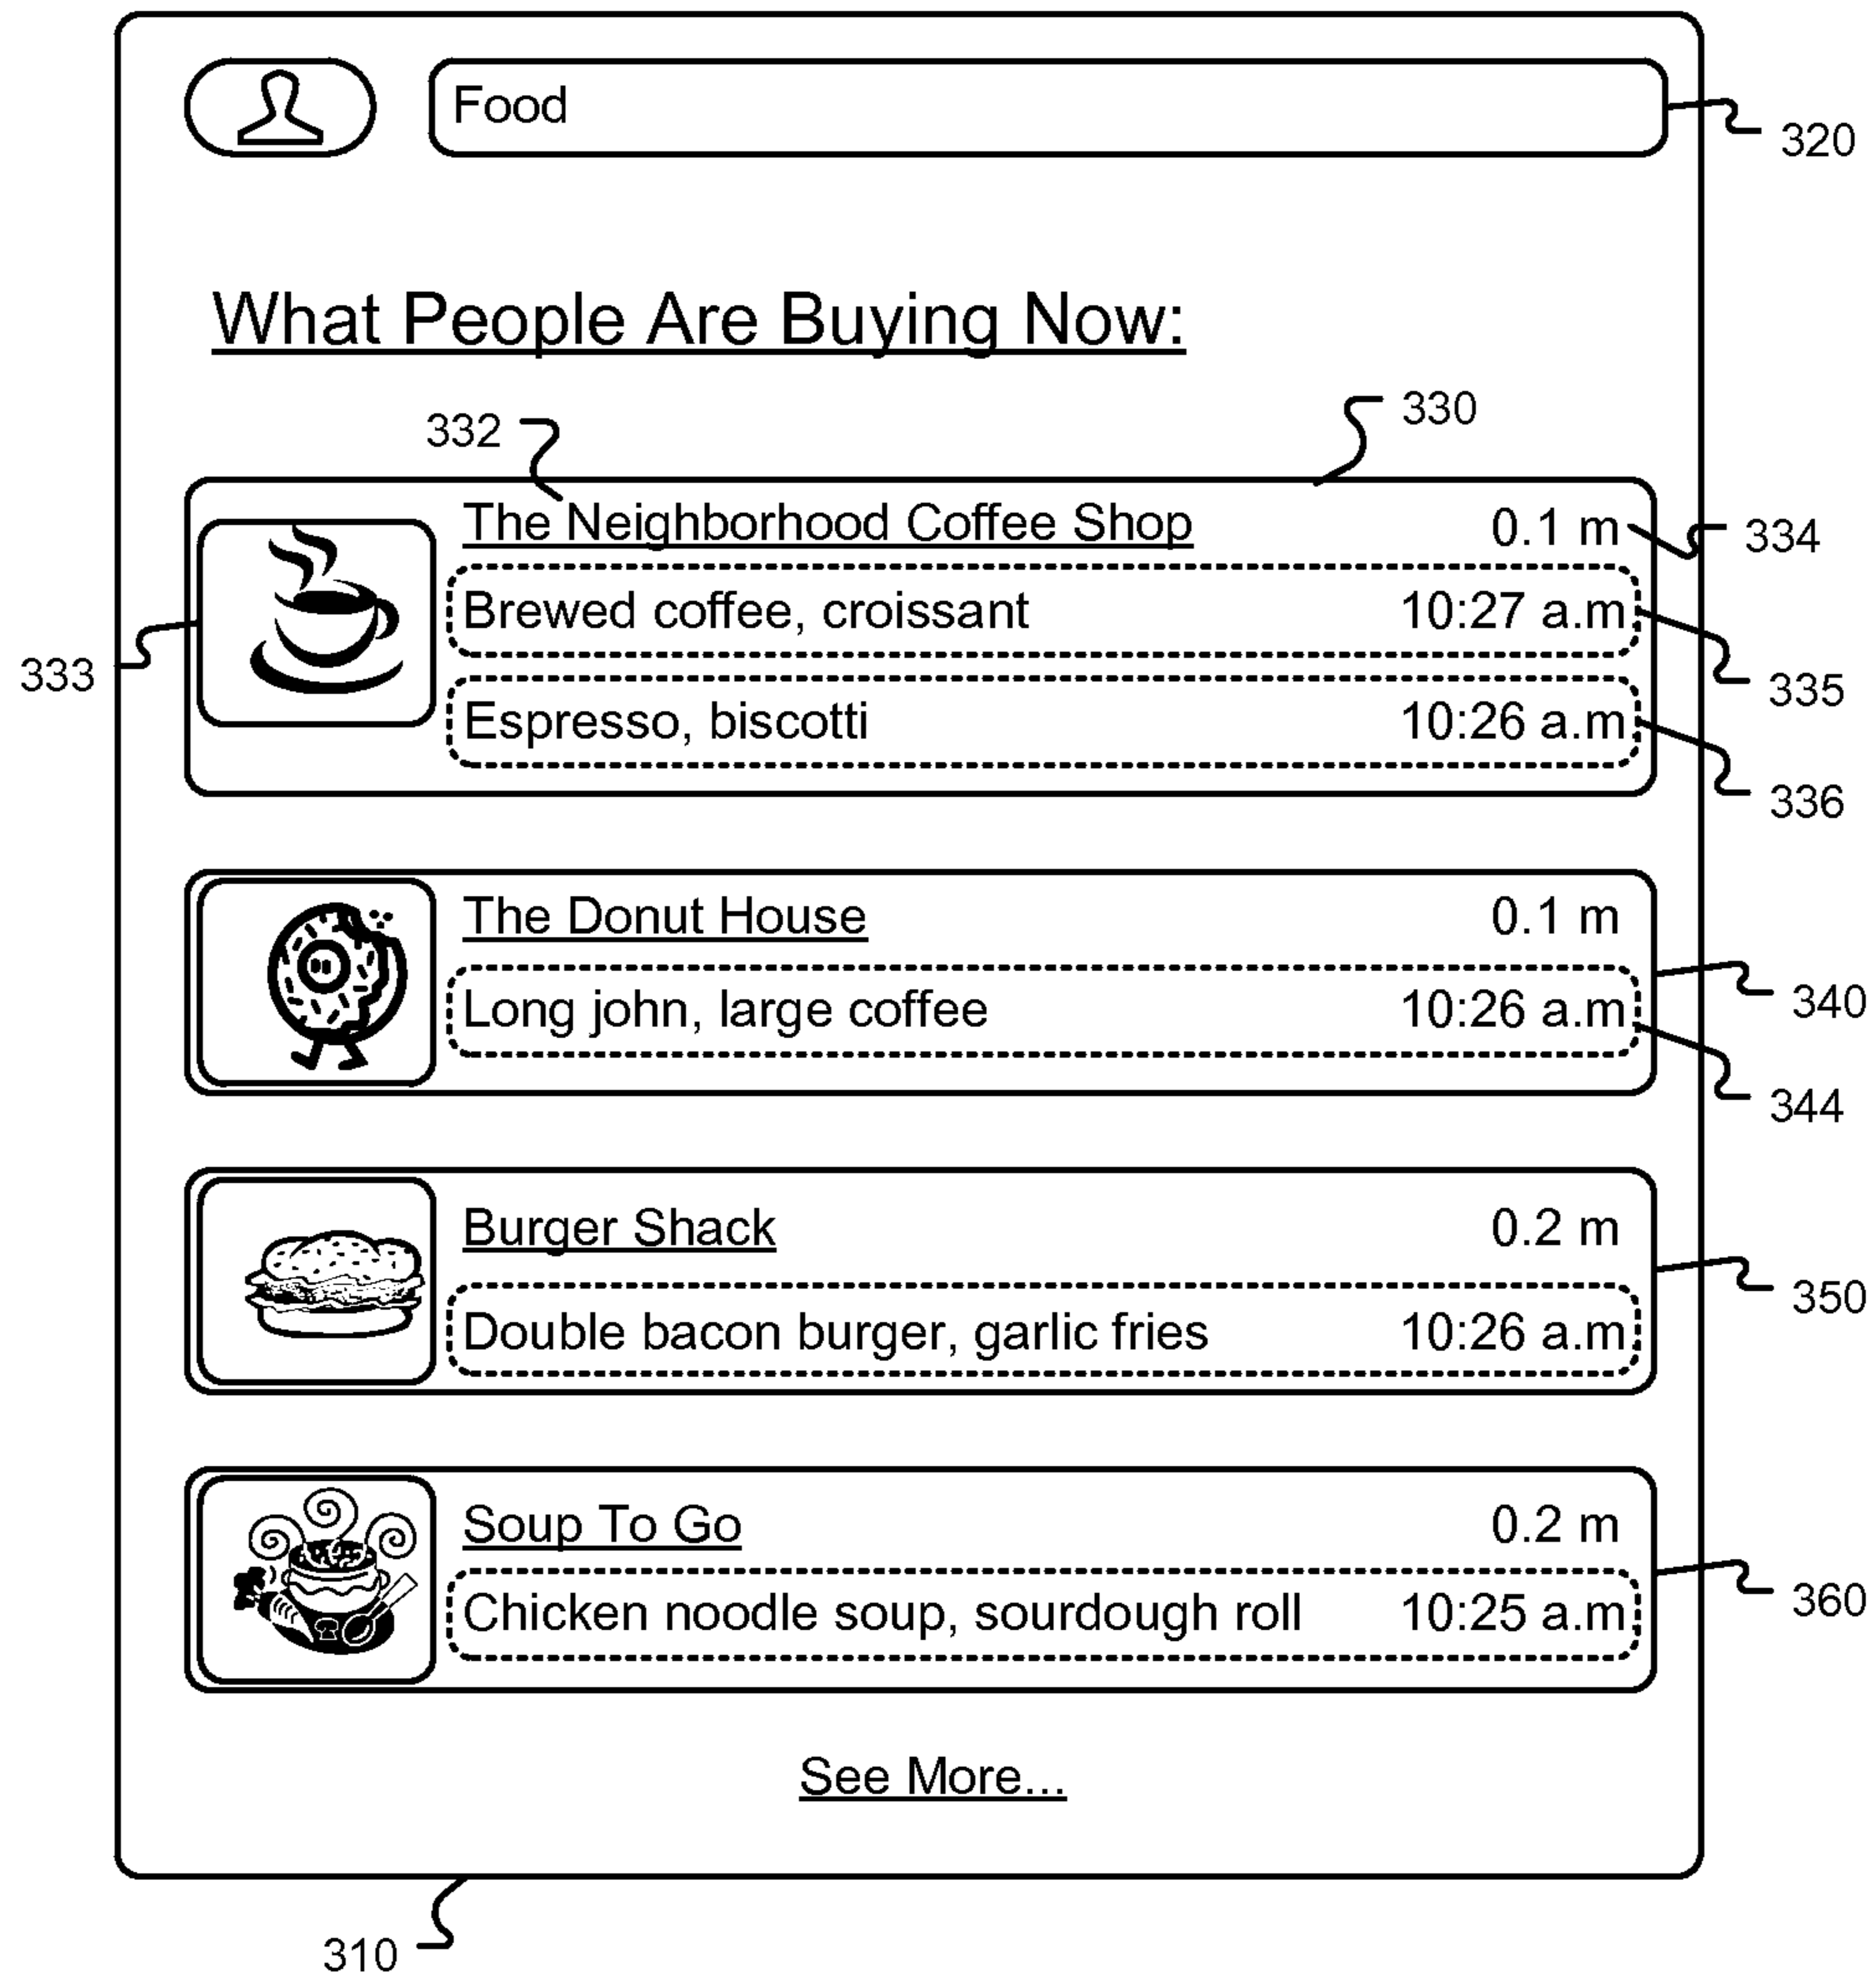 Food
320
What People Are Buying Now:
332
330
The Neighborhood Coffee Shop 0.1 m
334
Brewed coffee, croissant 10:27 a.m
333
335
Espresso, biscotti 10:26 a.m
336
The Donut House 0.1 m
340
Long john, large coffee 10:26 a.m
344
Burger Shack 0.2 m
350
Double bacon burger, garlic fries 10:26 a.m
Soup To Go 0.2 m
360
Chicken noodle soup, sourdough roll 10:25 a.m
See More...
310